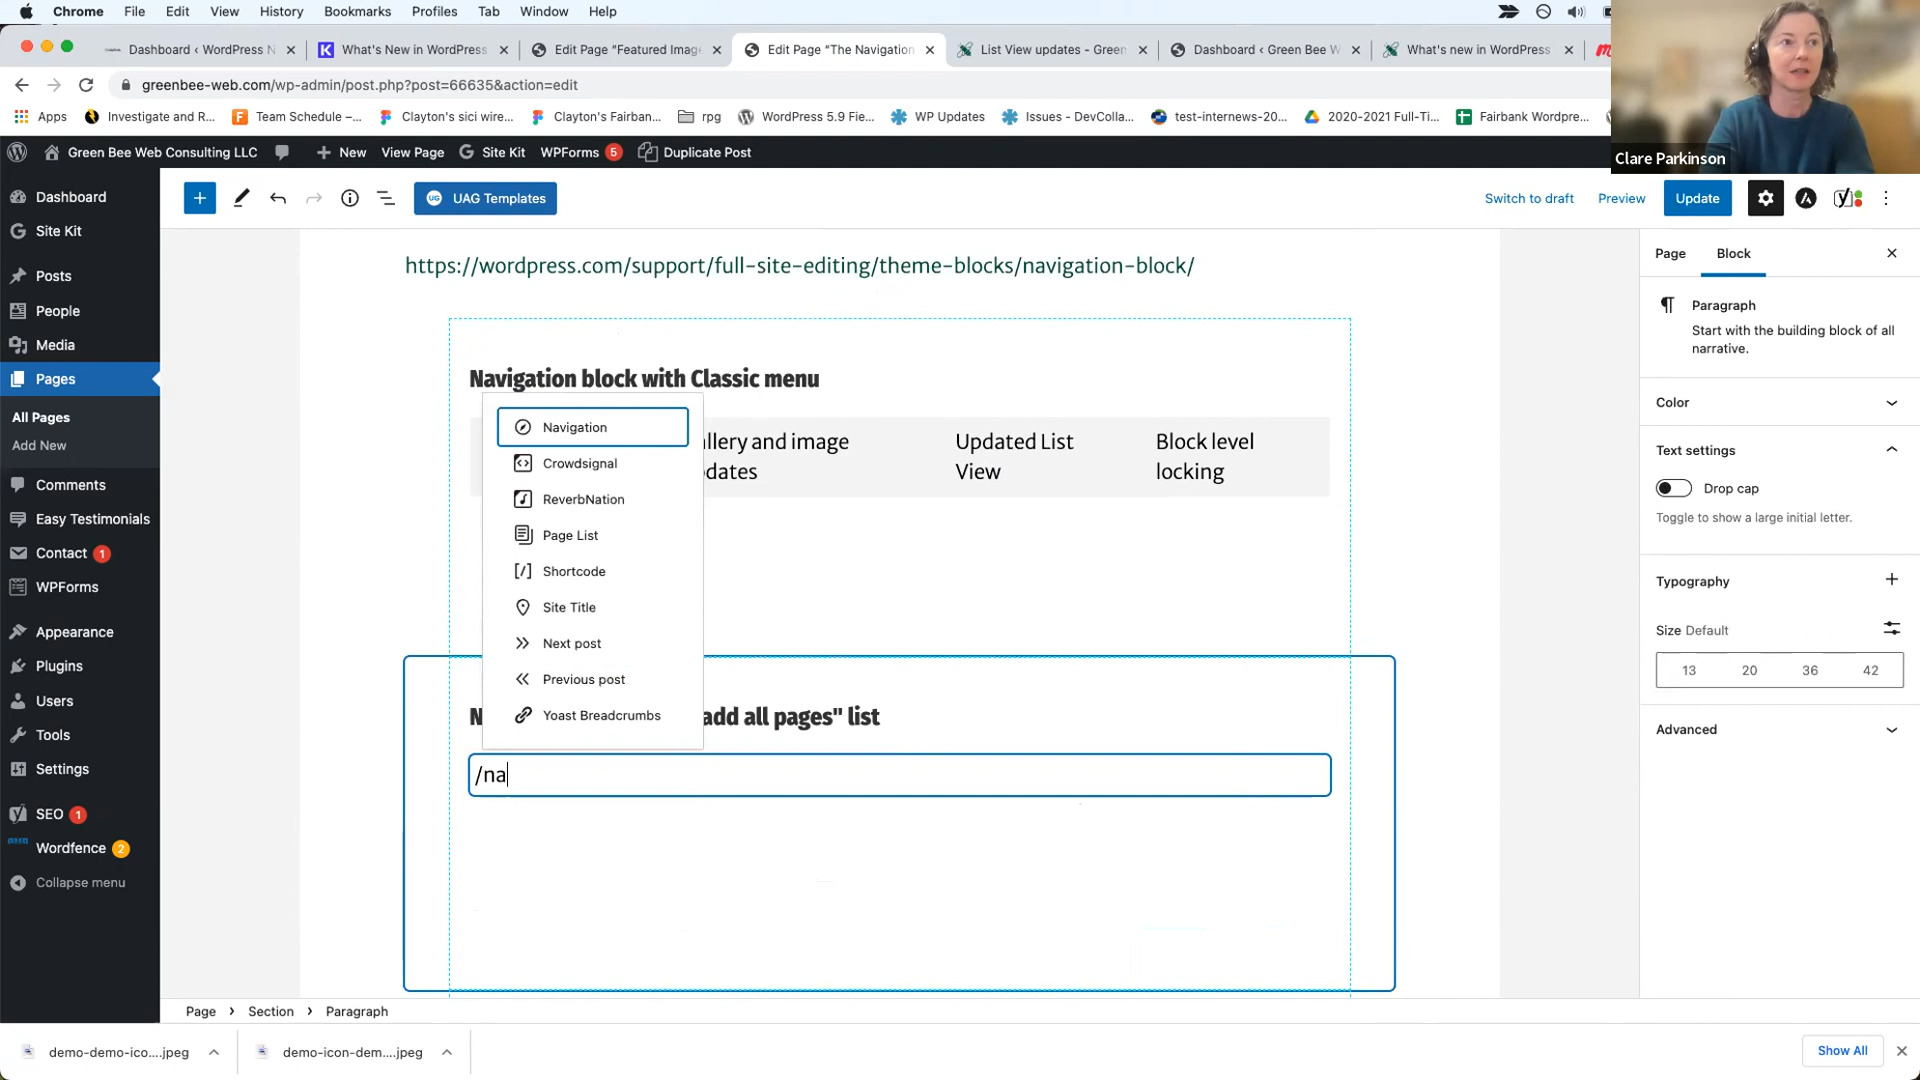 Chrome File Edit View History Bookmarks Profiles Tab Window Help
Dashboard ‹ WordPress N
What's New in WordPress
Edit Page “Featured Imag
Edit Page “The Navigation
List View updates - Green
Dashboard ‹ Green Bee W
What's new in WordPress
greenbee-web.com/wp-admin/post.php?post=66635&action=edit
Apps
Investigate and R...
Team Schedule –...
Clayton's sici wire...
Clayton's Fairban...
rpg
WordPress 5.9 Fie...
WP Updates
Issues - DevColla...
test-internews-20...
2020-2021 Full-Ti...
Fairbank Wordpre...
Clare Parkinson
Green Bee Web Consulting LLC
New
View Page
Site Kit
WPForms 5
Duplicate Post
Dashboard
Site Kit
Posts
People
Media
Pages
All Pages
Add New
Comments
Easy Testimonials
Contact 1
WPForms
Appearance
Plugins
Users
Tools
Settings
SEO 1
Wordfence 2
Collapse menu
UG UAG Templates
Switch to draft
Preview
Update
https://wordpress.com/support/full-site-editing/theme-blocks/navigation-block/
Navigation block with Classic menu
llery and image
dates
Updated List
View
Block level
locking
Navigation
Crowdsignal
ReverbNation
Page List
Shortcode
Site Title
Next post
Previous post
Yoast Breadcrumbs
N
add all pages" list
/na
Page
Block
Paragraph
Start with the building block of all
narrative.
Color
Text settings
Drop cap
Toggle to show a large initial letter.
Typography
Size Default
13 20 36 42
Advanced
Page › Section › Paragraph
demo-demo-ico....jpeg
demo-icon-dem....jpeg
Show All